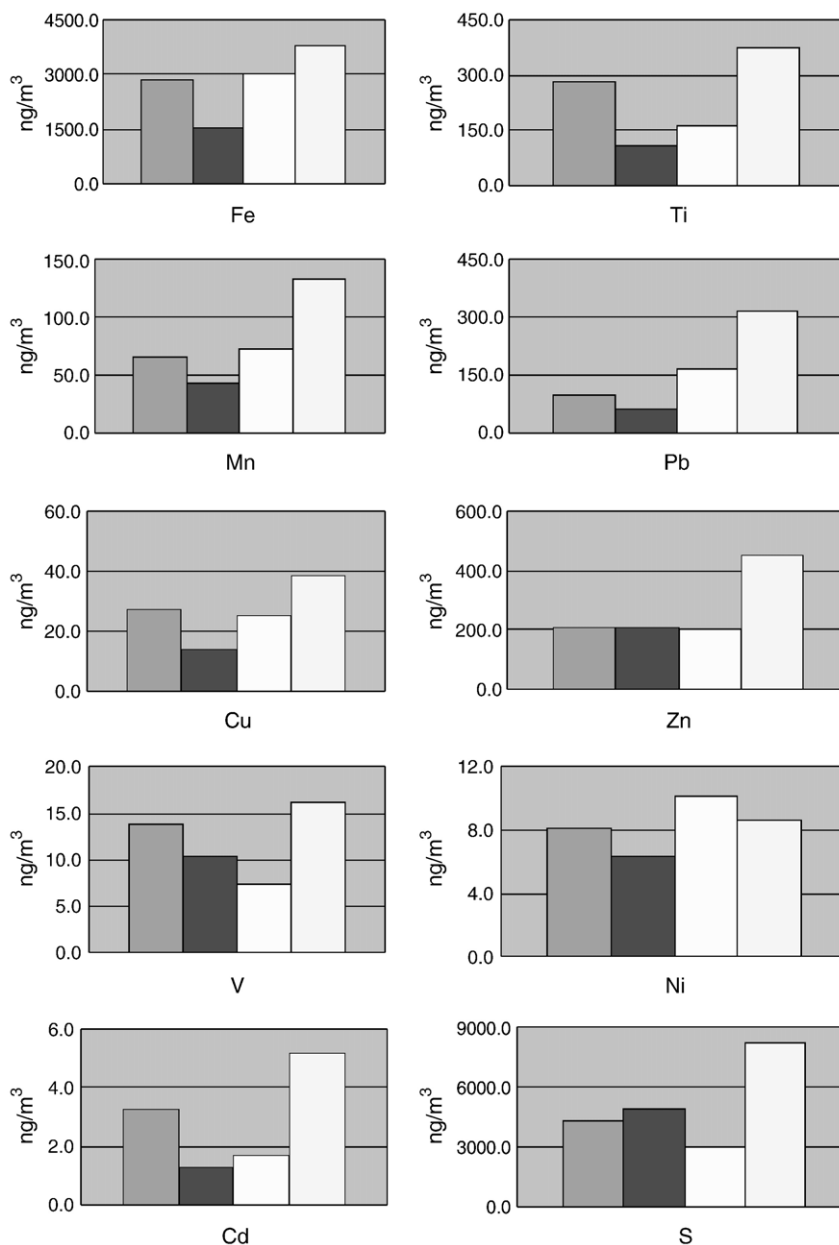 4500.0
3000.0
1500.0
0.0
ng/m³
Fe
450.0
300.0
150.0
0.0
ng/m³
Ti
150.0
100.0
50.0
0.0
ng/m³
Mn
450.0
300.0
150.0
0.0
ng/m³
Pb
60.0
40.0
20.0
0.0
ng/m³
Cu
600.0
400.0
200.0
0.0
ng/m³
Zn
20.0
15.0
10.0
5.0
0.0
ng/m³
V
12.0
8.0
4.0
0.0
ng/m³
Ni
6.0
4.0
2.0
0.0
ng/m³
Cd
9000.0
6000.0
3000.0
0.0
ng/m³
S